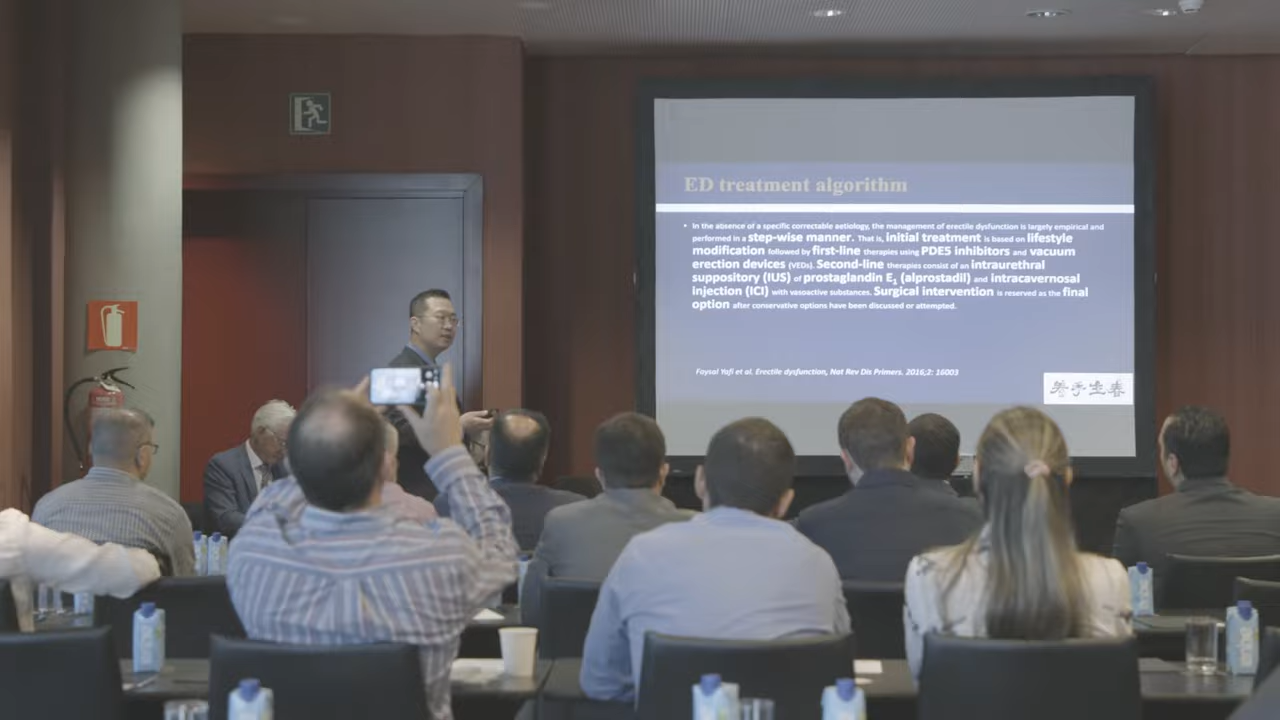 ED treatment algorithm
• In the absence of a specific correctable aetiology, the management of erectile dysfunction is largely empirical and
performed in a step-wise manner. That is, initial treatment is based on lifestyle
modification followed by first-line therapies using PDE5 inhibitors and vacuum
erection devices (VEDs). Second-line therapies consist of an intraurethral
suppository (IUS) of prostaglandin E1 (alprostadil) and intracavernosal
injection (ICI) with vasoactive substances. Surgical intervention is reserved as the final
option after conservative options have been discussed or attempted.
Faysal Yafi et al. Erectile dysfunction, Nat Rev Dis Primers. 2016;2: 16003